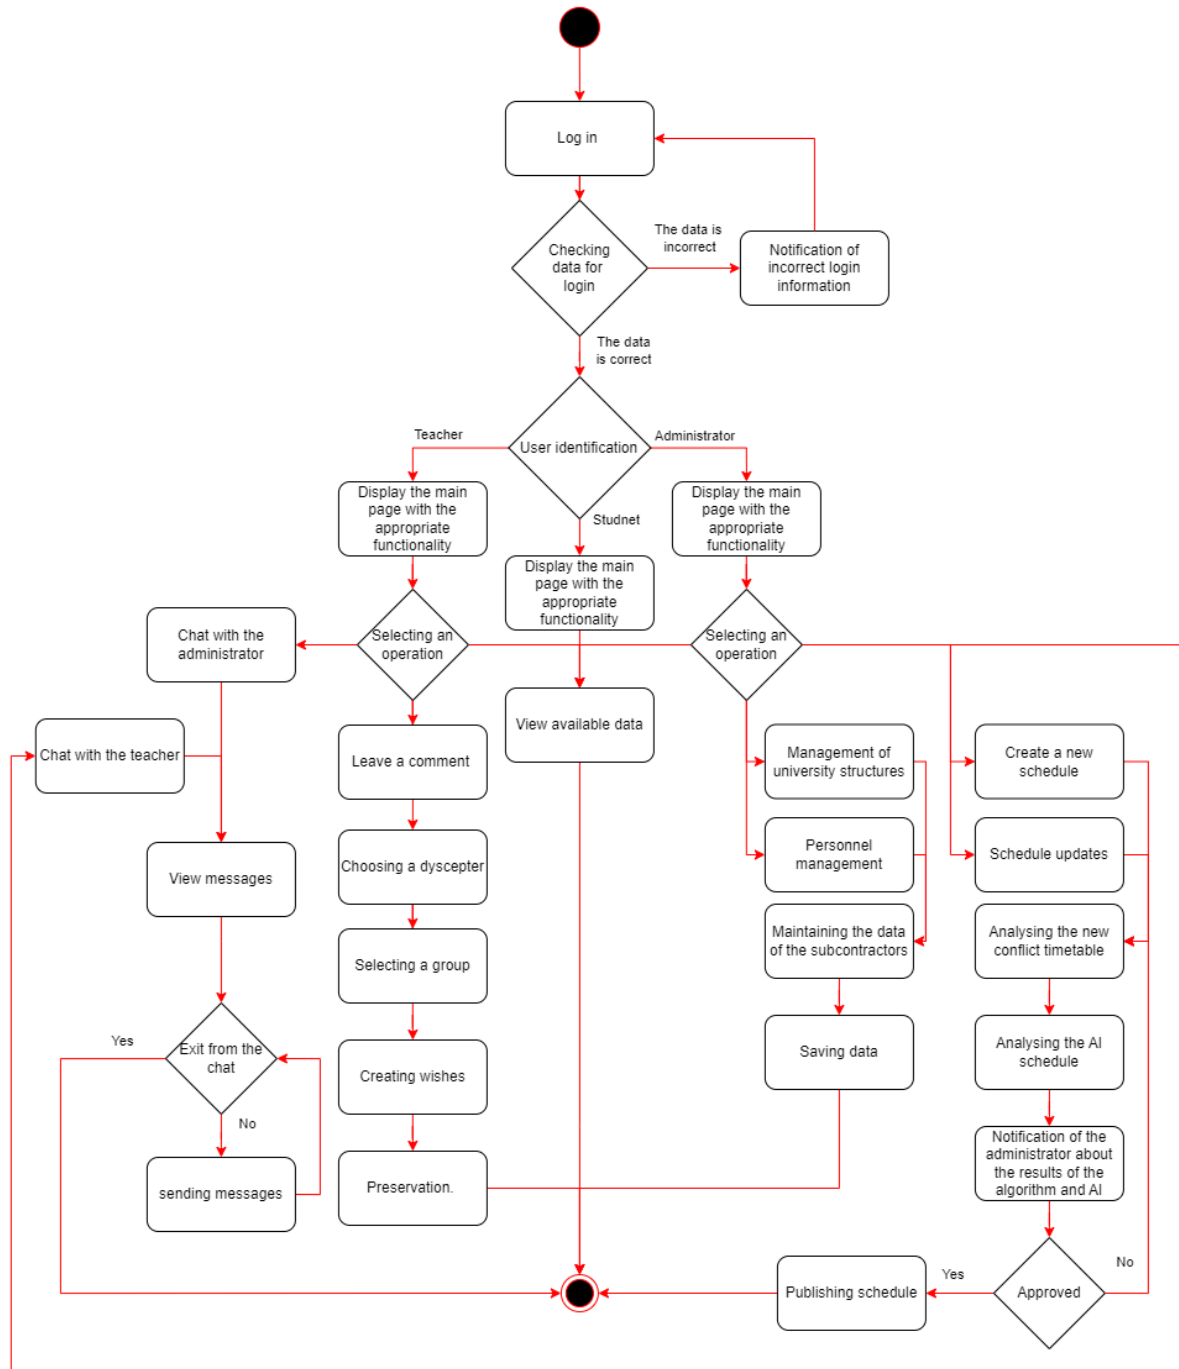 Log in
Checking
data for
login
The data is
incorrect
Notification of
incorrect login
information
The data
is correct
User identification
Teacher
Administrator
Studnet
Display the main
page with the
appropriate
functionality
Display the main
page with the
appropriate
functionality
Display the main
page with the
appropriate
functionality
Chat with the
administrator
Selecting an
operation
Selecting an
operation
Chat with the teacher
Leave a comment
View available data
Management of
university structures
Create a new
schedule
View messages
Choosing a dyscepter
Personnel
management
Schedule updates
Selecting a group
Maintaining the data
of the subcontractors
Analysing the new
conflict timetable
Yes
Exit from the
chat
No
Creating wishes
Saving data
Analysing the AI
schedule
sending messages
Preservation.
Notification of the
administrator about
the results of the
algorithm and AI
Publishing schedule
Yes
Approved
No